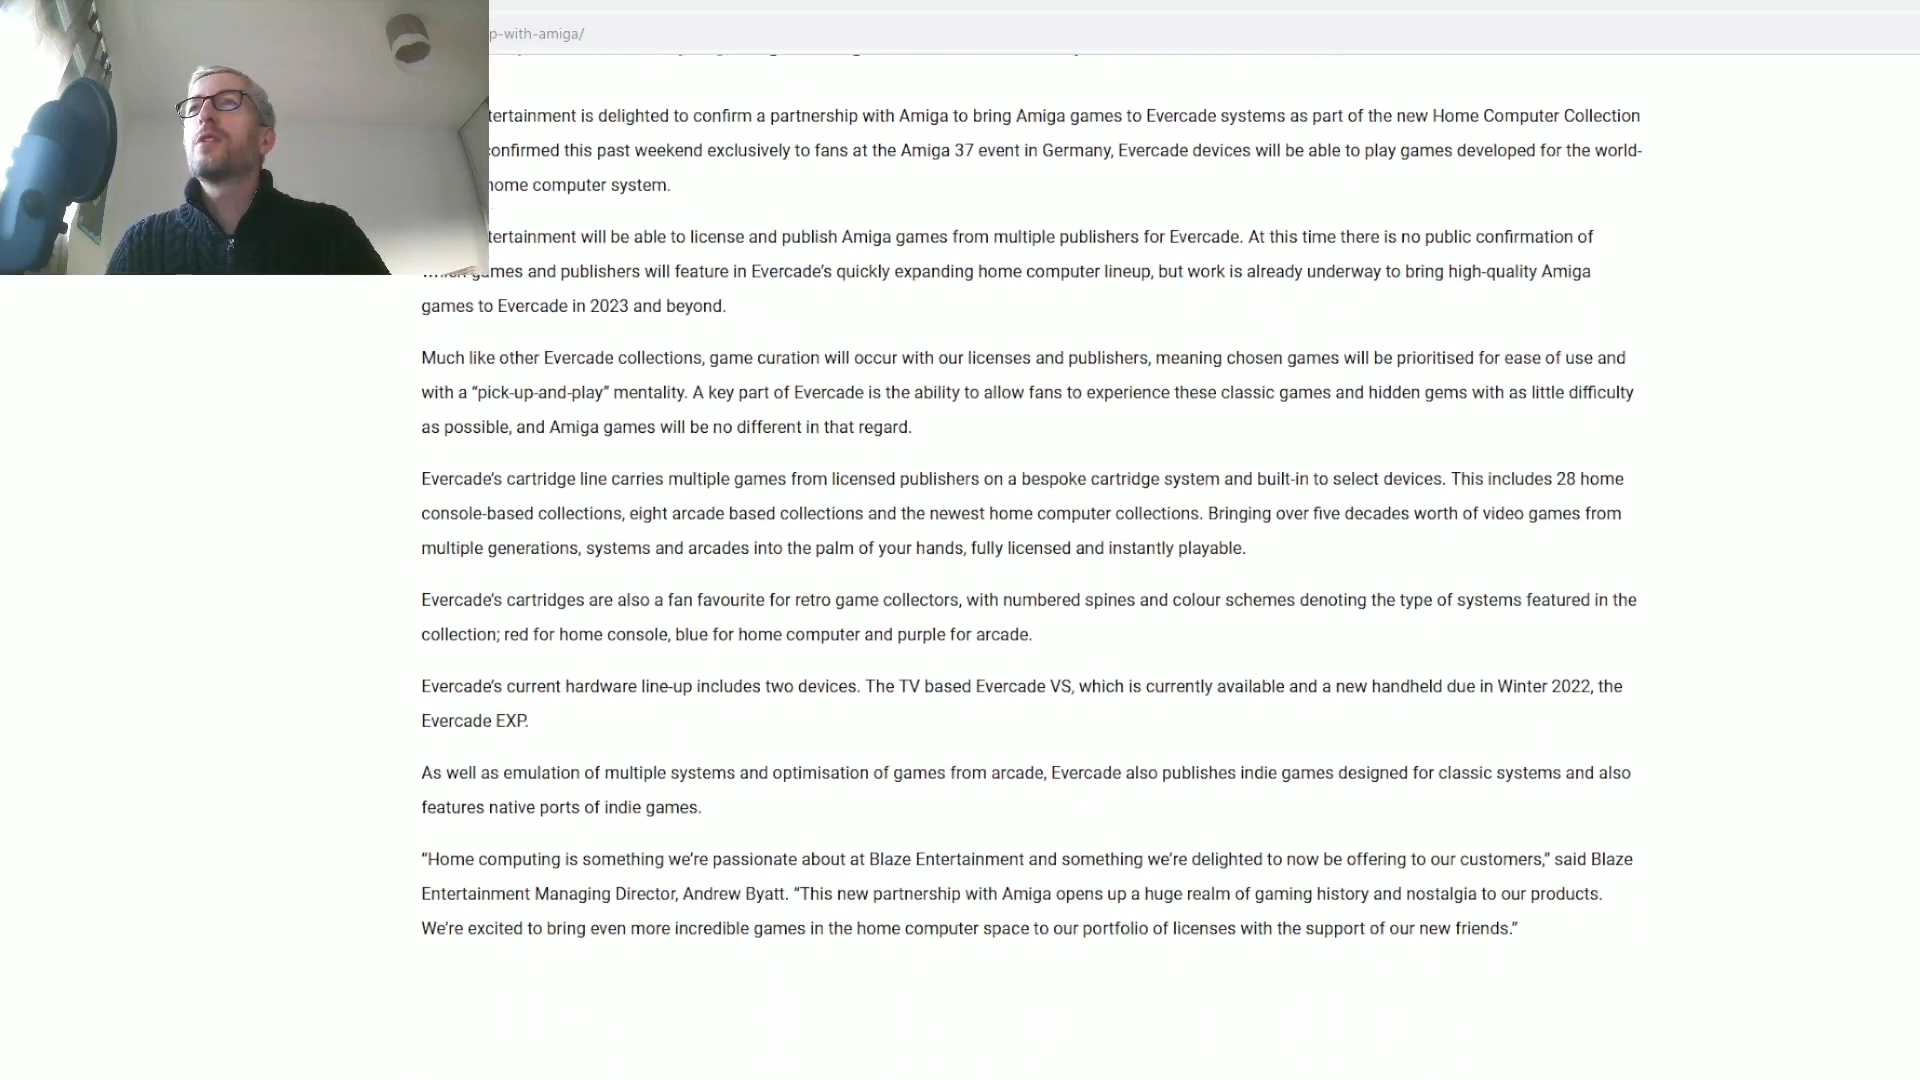 p-with-amiga/
tertainment is delighted to confirm a partnership with Amiga to bring Amiga games to Evercade systems as part of the new Home Computer Collection
onfirmed this past weekend exclusively to fans at the Amiga 37 event in Germany, Evercade devices will be able to play games developed for the world-
ome computer system.
tertainment will be able to license and publish Amiga games from multiple publishers for Evercade. At this time there is no public confirmation of
games and publishers will feature in Evercade’s quickly expanding home computer lineup, but work is already underway to bring high-quality Amiga
games to Evercade in 2023 and beyond.
Much like other Evercade collections, game curation will occur with our licenses and publishers, meaning chosen games will be prioritised for ease of use and
with a “pick-up-and-play” mentality. A key part of Evercade is the ability to allow fans to experience these classic games and hidden gems with as little difficulty
as possible, and Amiga games will be no different in that regard.
Evercade’s cartridge line carries multiple games from licensed publishers on a bespoke cartridge system and built-in to select devices. This includes 28 home
console-based collections, eight arcade based collections and the newest home computer collections. Bringing over five decades worth of video games from
multiple generations, systems and arcades into the palm of your hands, fully licensed and instantly playable.
Evercade’s cartridges are also a fan favourite for retro game collectors, with numbered spines and colour schemes denoting the type of systems featured in the
collection; red for home console, blue for home computer and purple for arcade.
Evercade’s current hardware line-up includes two devices. The TV based Evercade VS, which is currently available and a new handheld due in Winter 2022, the
Evercade EXP.
As well as emulation of multiple systems and optimisation of games from arcade, Evercade also publishes indie games designed for classic systems and also
features native ports of indie games.
“Home computing is something we’re passionate about at Blaze Entertainment and something we’re delighted to now be offering to our customers,” said Blaze
Entertainment Managing Director, Andrew Byatt. “This new partnership with Amiga opens up a huge realm of gaming history and nostalgia to our products.
We’re excited to bring even more incredible games in the home computer space to our portfolio of licenses with the support of our new friends.”